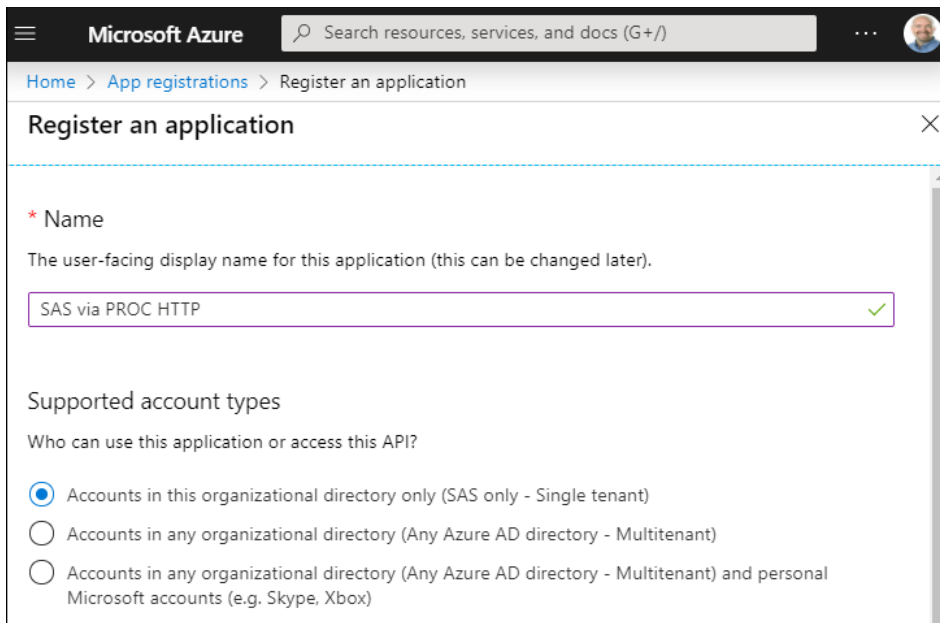 Microsoft Azure
Search resources, services, and docs (G+/)
...
Home > App registrations > Register an application
Register an application
* Name
The user-facing display name for this application (this can be changed later).
SAS via PROC HTTP
Supported account types
Who can use this application or access this API?
Accounts in this organizational directory only (SAS only - Single tenant)
Accounts in any organizational directory (Any Azure AD directory - Multitenant)
Accounts in any organizational directory (Any Azure AD directory - Multitenant) and personal
Microsoft accounts (e.g. Skype, Xbox)